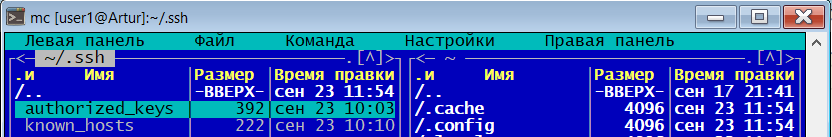 mc [user1@Artur]:~/.ssh
Левая панель Файл Команда Настройки Правая панель
<— ~/.ssh .[^]> <— ~ .[^]>
.и Имя Размер Время правки .и Имя Размер Время правки
/.. -ВВЕРХ- сен 23 11:54 /.. -ВВЕРХ- сен 17 21:41
authorized_keys 392 сен 23 10:03 /.cache 4096 сен 23 11:54
known_hosts 222 сен 23 10:10 /.config 4096 сен 23 11:54